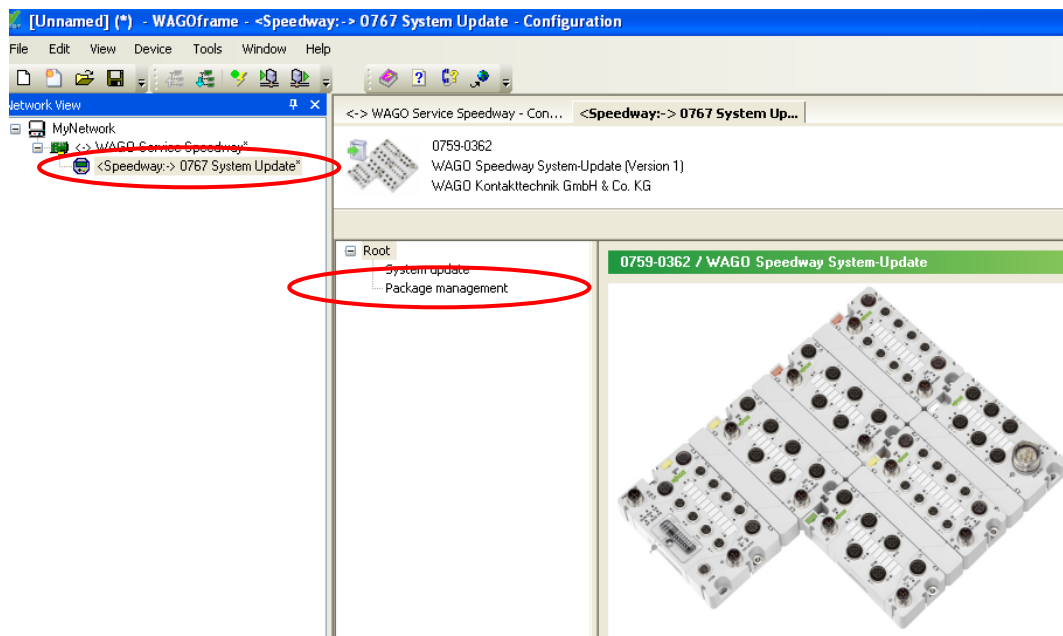 [Unnamed] (*) - WAGOframe - <Speedway:-> 0767 System Update - Configuration
File Edit View Device Tools Window Help
Network View
MyNetwork
<-> WAGO Service Speedway*
<Speedway:-> 0767 System Update*
<-> WAGO Service Speedway - Con... <Speedway:-> 0767 System Up...
0759-0362
WAGO Speedway System-Update (Version 1)
WAGO Kontakttechnik GmbH & Co. KG
Root
System update
Package management
0759-0362 / WAGO Speedway System-Update